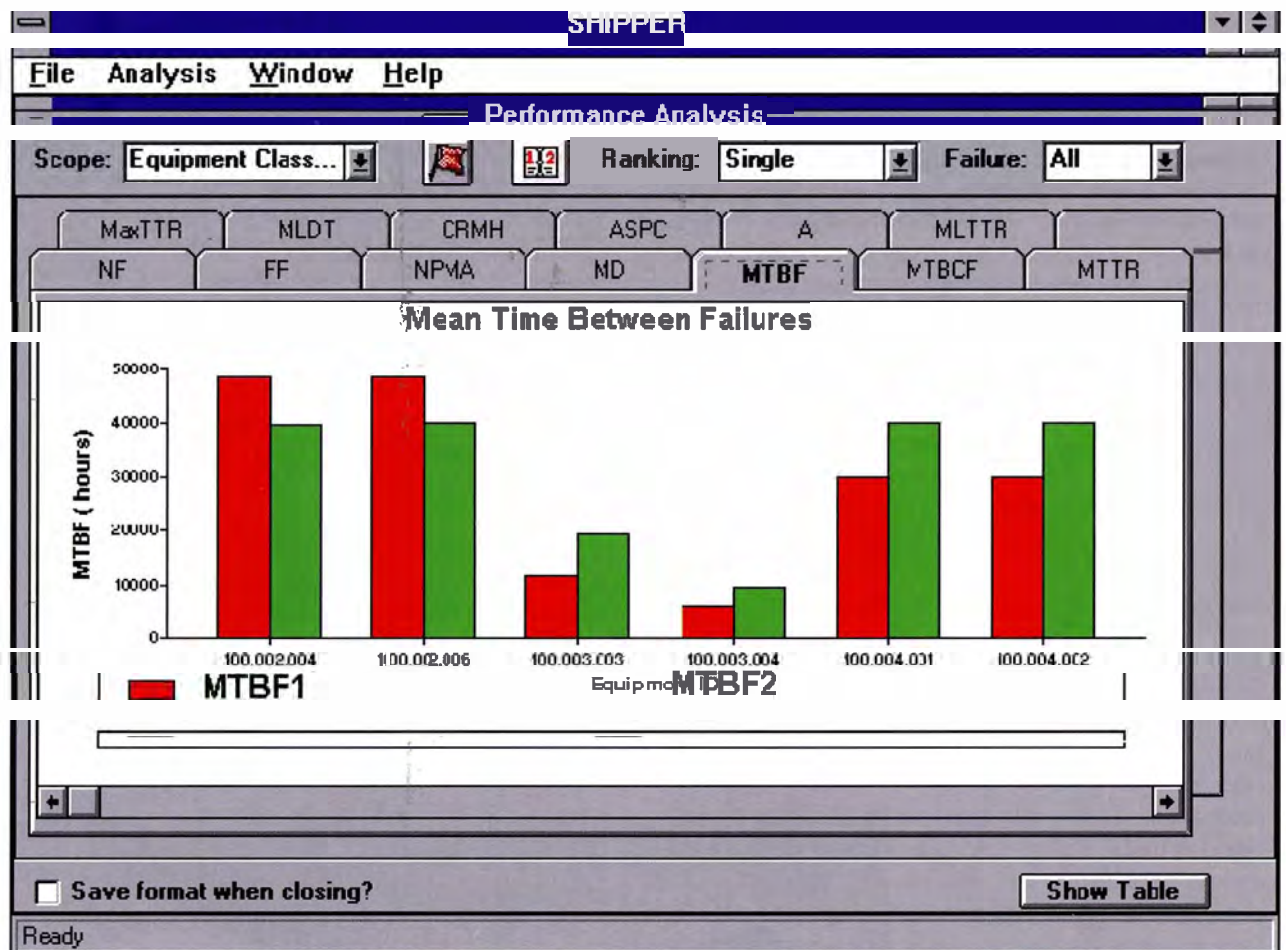 SHIPPER
File Analysis Window Help
Performance Analysis
Scope: Equipment Class... Ranking: Single Failure: All
MaxTTR MLDT CRMH ASPC A MLTTR
NF FF NPMA MD MTBF MTBCF MTTR
Mean Time Between Failures
50000
40000
30000
20000
10000
0
MTBF ( hours)
100.002.004 100.002.006 100.003.003 100.003.004 100.004.001 100.004.002
MTBF1 MTBF2
Save format when closing? Show Table
Ready